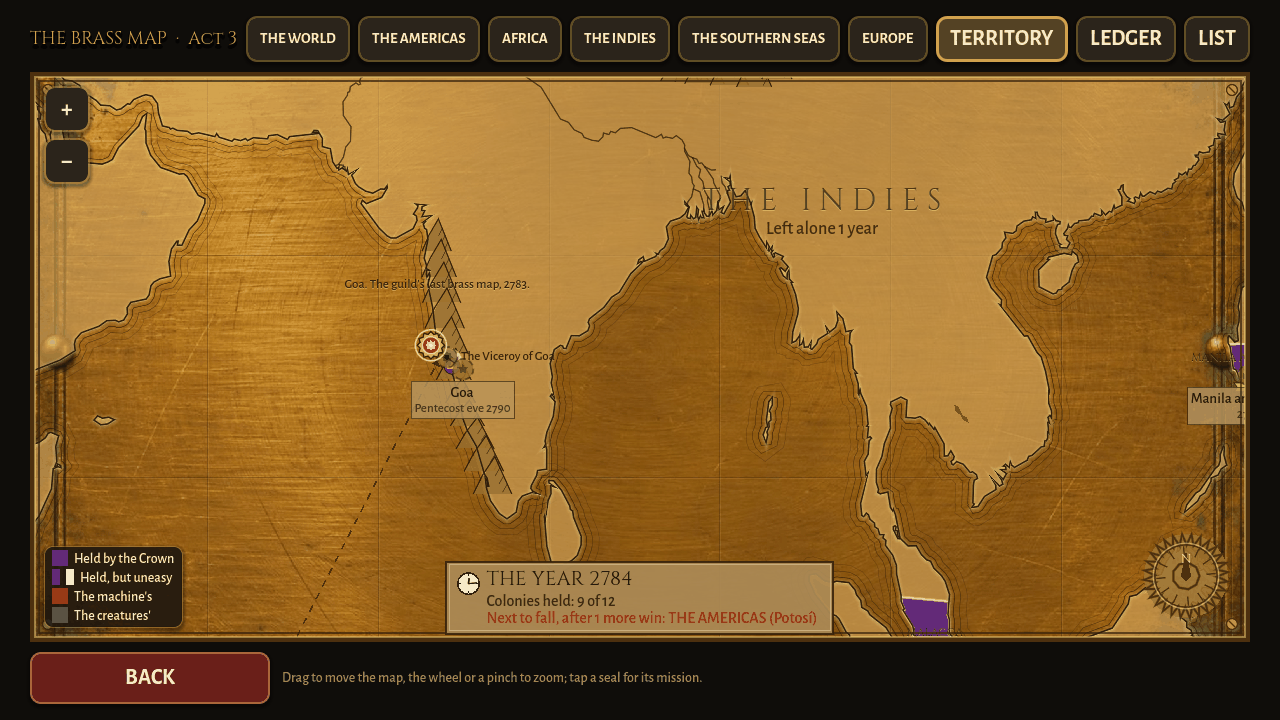 THE BRASS MAP · ACT 3
THE WORLD
THE AMERICAS
AFRICA
THE INDIES
THE SOUTHERN SEAS
EUROPE
TERRITORY
LEDGER
LIST
+
−
THE INDIES
Left alone 1 year
Goa. The guild's last brass map, 2783.
The Viceroy of Goa
Goa
Pentecost eve 2790
Manila
N
Held by the Crown
Held, but uneasy
The machine's
The creatures'
THE YEAR 2784
Colonies held: 9 of 12
Next to fall, after 1 more win: THE AMERICAS (Potosí)
BACK
Drag to move the map, the wheel or a pinch to zoom; tap a seal for its mission.